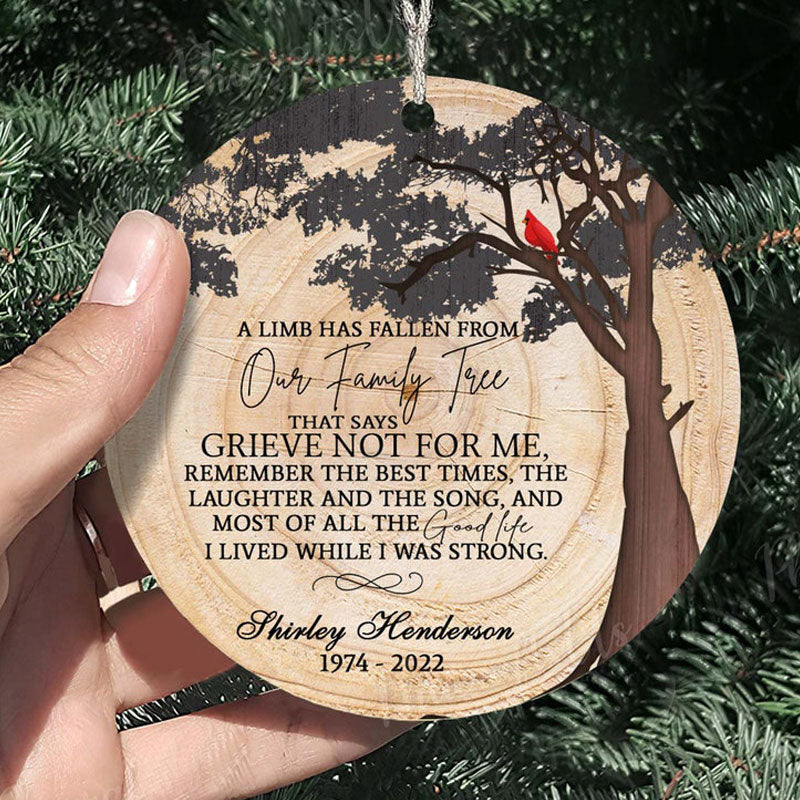 A LIMB HAS FALLEN FROM
Our Family Tree
THAT SAYS
GRIEVE NOT FOR ME,
REMEMBER THE BEST TIMES, THE
LAUGHTER AND THE SONG, AND
MOST OF ALL THE Good life
I LIVED WHILE I WAS STRONG.
Shirley Henderson
1974 - 2022